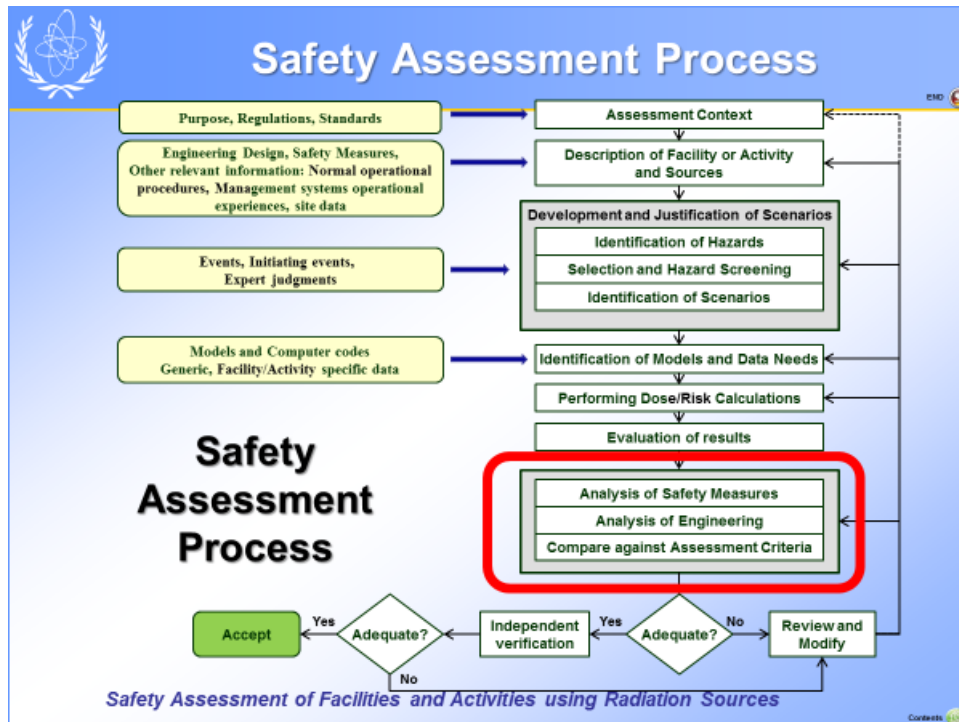 Safety Assessment Process
END
Purpose, Regulations, Standards
Assessment Context
Engineering Design, Safety Measures,
Other relevant information: Normal operational
procedures, Management systems operational
experiences, site data
Description of Facility or Activity
and Sources
Development and Justification of Scenarios
Identification of Hazards
Selection and Hazard Screening
Identification of Scenarios
Events, Initiating events,
Expert judgments
Models and Computer codes
Generic, Facility/Activity specific data
Identification of Models and Data Needs
Performing Dose/Risk Calculations
Evaluation of results
Safety
Assessment
Process
Analysis of Safety Measures
Analysis of Engineering
Compare against Assessment Criteria
Accept
Yes
Adequate?
No
Independent
verification
Yes
Adequate?
No
Review and
Modify
Safety Assessment of Facilities and Activities using Radiation Sources
Contents